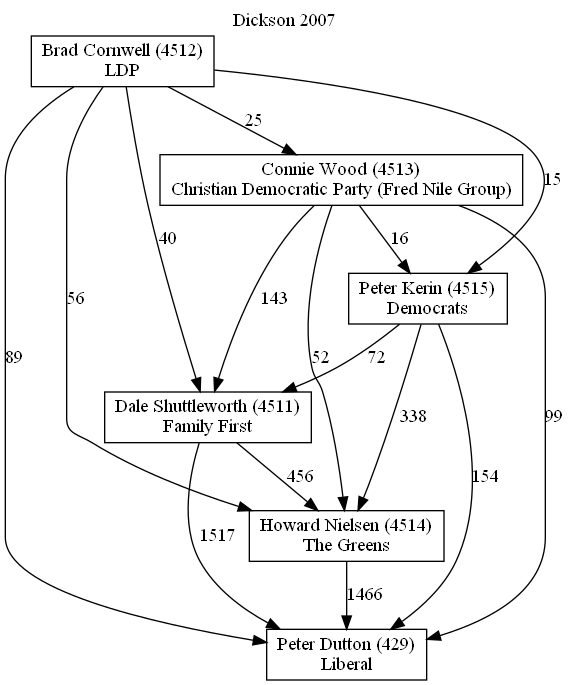 Dickson 2007
Brad Cornwell (4512)
LDP
25
Connie Wood (4513)
Christian Democratic Party (Fred Nile Group)
15
40
16
56
143
Peter Kerin (4515)
Democrats
89
52
72
Dale Shuttleworth (4511)
Family First
338
99
456
154
Howard Nielsen (4514)
The Greens
1517
1466
Peter Dutton (429)
Liberal